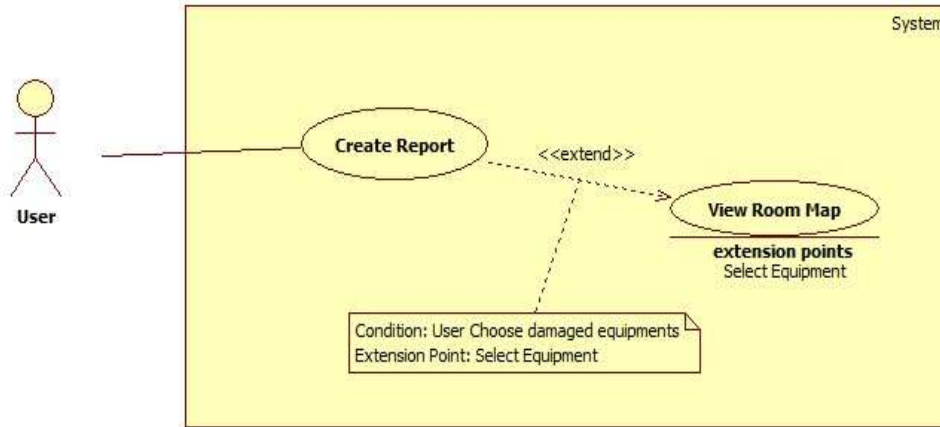 System
Create Report
<<extend>>
User
View Room Map
extension points
Select Equipment
Condition: User Choose damaged equipments
Extension Point: Select Equipment